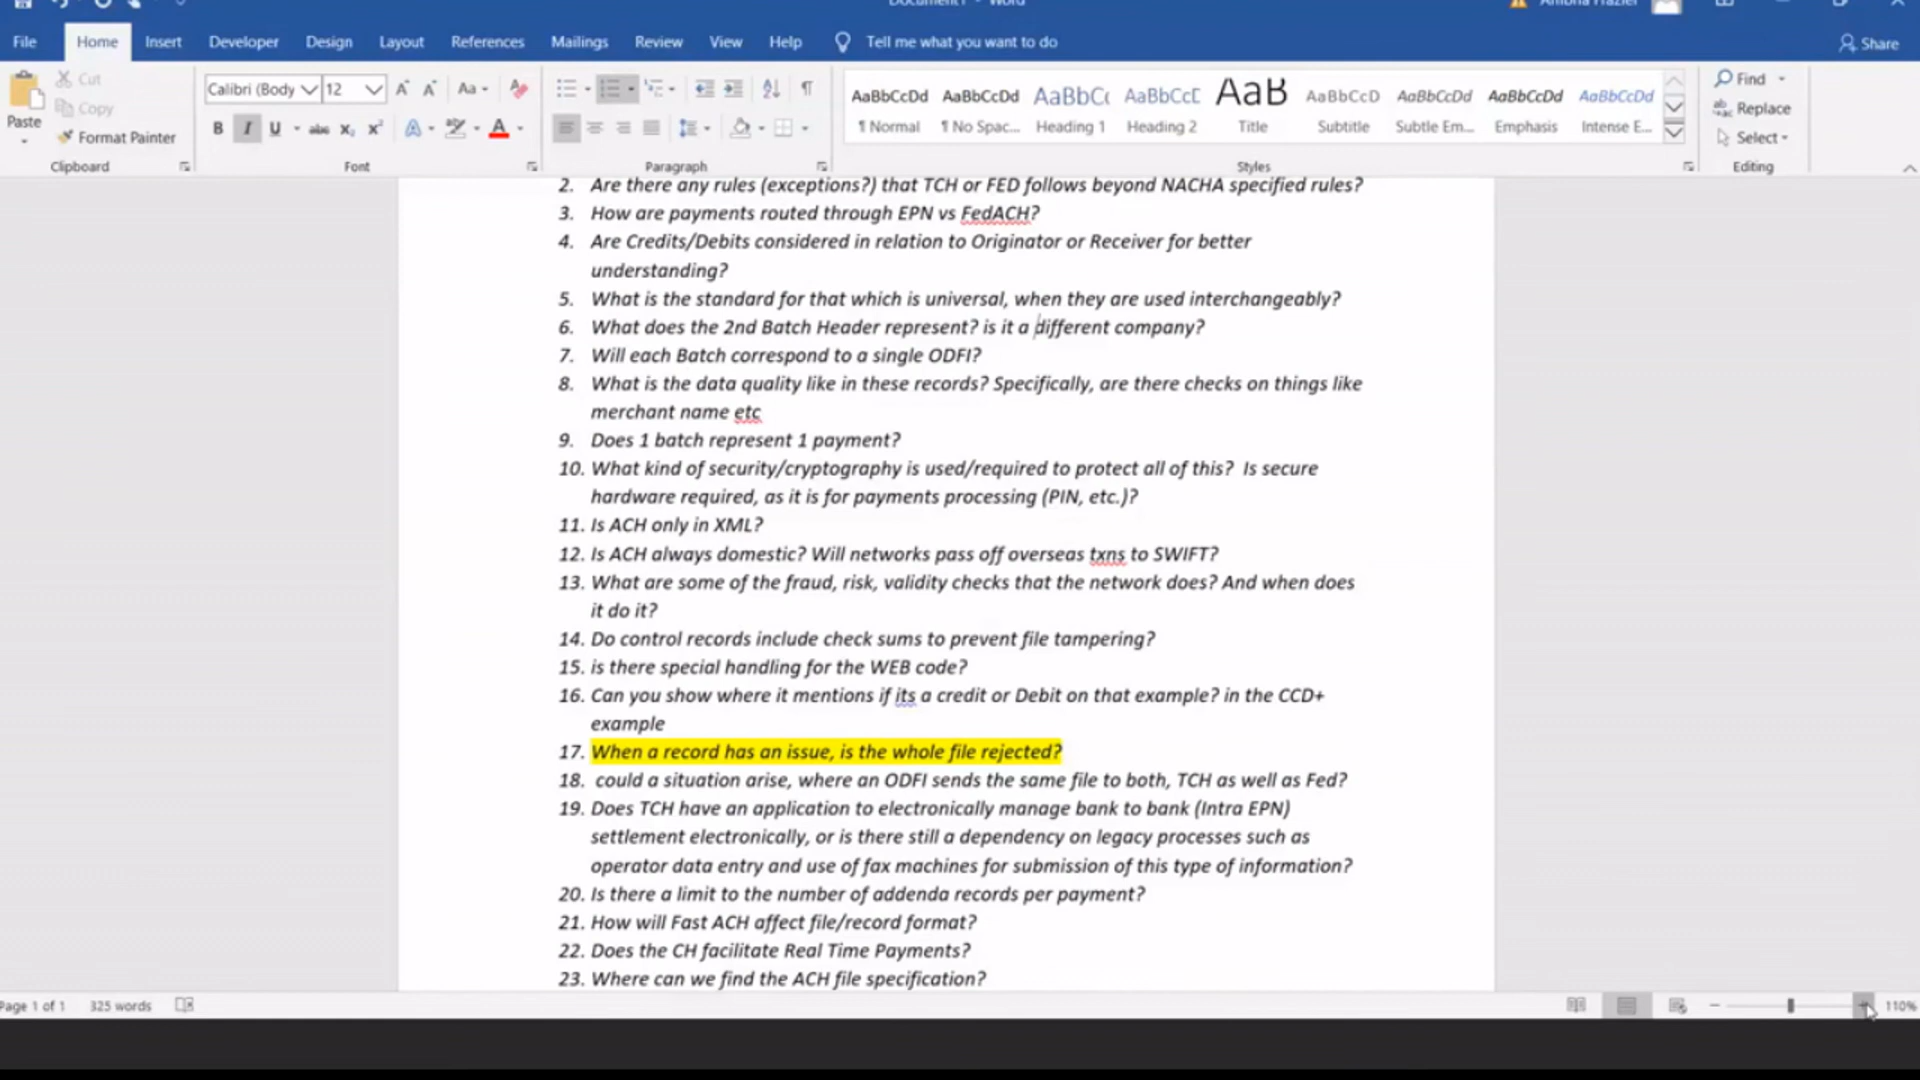 File Home Insert Developer Design Layout References Mailings Review View Help Tell me what you want to do Share
Cut
Copy
Paste
Format Painter
Clipboard
Calibri (Body 12
Font
Paragraph
AaBbCcDd AaBbCcDd AaBbC AaBbCcD AaB AaBbCcD AaBbCcDd AaBbCcDd AaBbCcDd
¶ Normal ¶ No Spac... Heading 1 Heading 2 Title Subtitle Subtle Em... Emphasis Intense E...
Styles
Find
Replace
Select
Editing
2. Are there any rules (exceptions?) that TCH or FED follows beyond NACHA specified rules?
3. How are payments routed through EPN vs FedACH?
4. Are Credits/Debits considered in relation to Originator or Receiver for better
understanding?
5. What is the standard for that which is universal, when they are used interchangeably?
6. What does the 2nd Batch Header represent? is it a different company?
7. Will each Batch correspond to a single ODFI?
8. What is the data quality like in these records? Specifically, are there checks on things like
merchant name etc
9. Does 1 batch represent 1 payment?
10. What kind of security/cryptography is used/required to protect all of this? Is secure
hardware required, as it is for payments processing (PIN, etc.)?
11. Is ACH only in XML?
12. Is ACH always domestic? Will networks pass off overseas txns to SWIFT?
13. What are some of the fraud, risk, validity checks that the network does? And when does
it do it?
14. Do control records include check sums to prevent file tampering?
15. is there special handling for the WEB code?
16. Can you show where it mentions if its a credit or Debit on that example? in the CCD+
example
17. When a record has an issue, is the whole file rejected?
18. could a situation arise, where an ODFI sends the same file to both, TCH as well as Fed?
19. Does TCH have an application to electronically manage bank to bank (Intra EPN)
settlement electronically, or is there still a dependency on legacy processes such as
operator data entry and use of fax machines for submission of this type of information?
20. Is there a limit to the number of addenda records per payment?
21. How will Fast ACH affect file/record format?
22. Does the CH facilitate Real Time Payments?
23. Where can we find the ACH file specification?
Page 1 of 1 325 words 110%